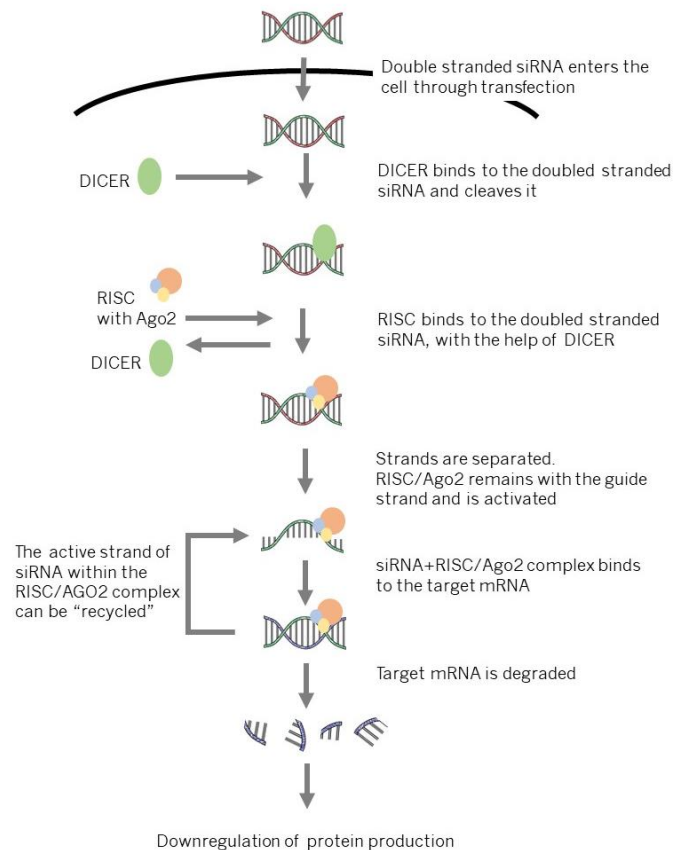 Double stranded siRNA enters the
cell through transfection
DICER
DICER binds to the doubled stranded
siRNA and cleaves it
RISC
with Ago2
DICER
RISC binds to the doubled stranded
siRNA, with the help of DICER
Strands are separated.
RISC/Ago2 remains with the guide
strand and is activated
The active strand of
siRNA within the
RISC/AGO2 complex
can be “recycled”
siRNA+RISC/Ago2 complex binds
to the target mRNA
Target mRNA is degraded
Downregulation of protein production